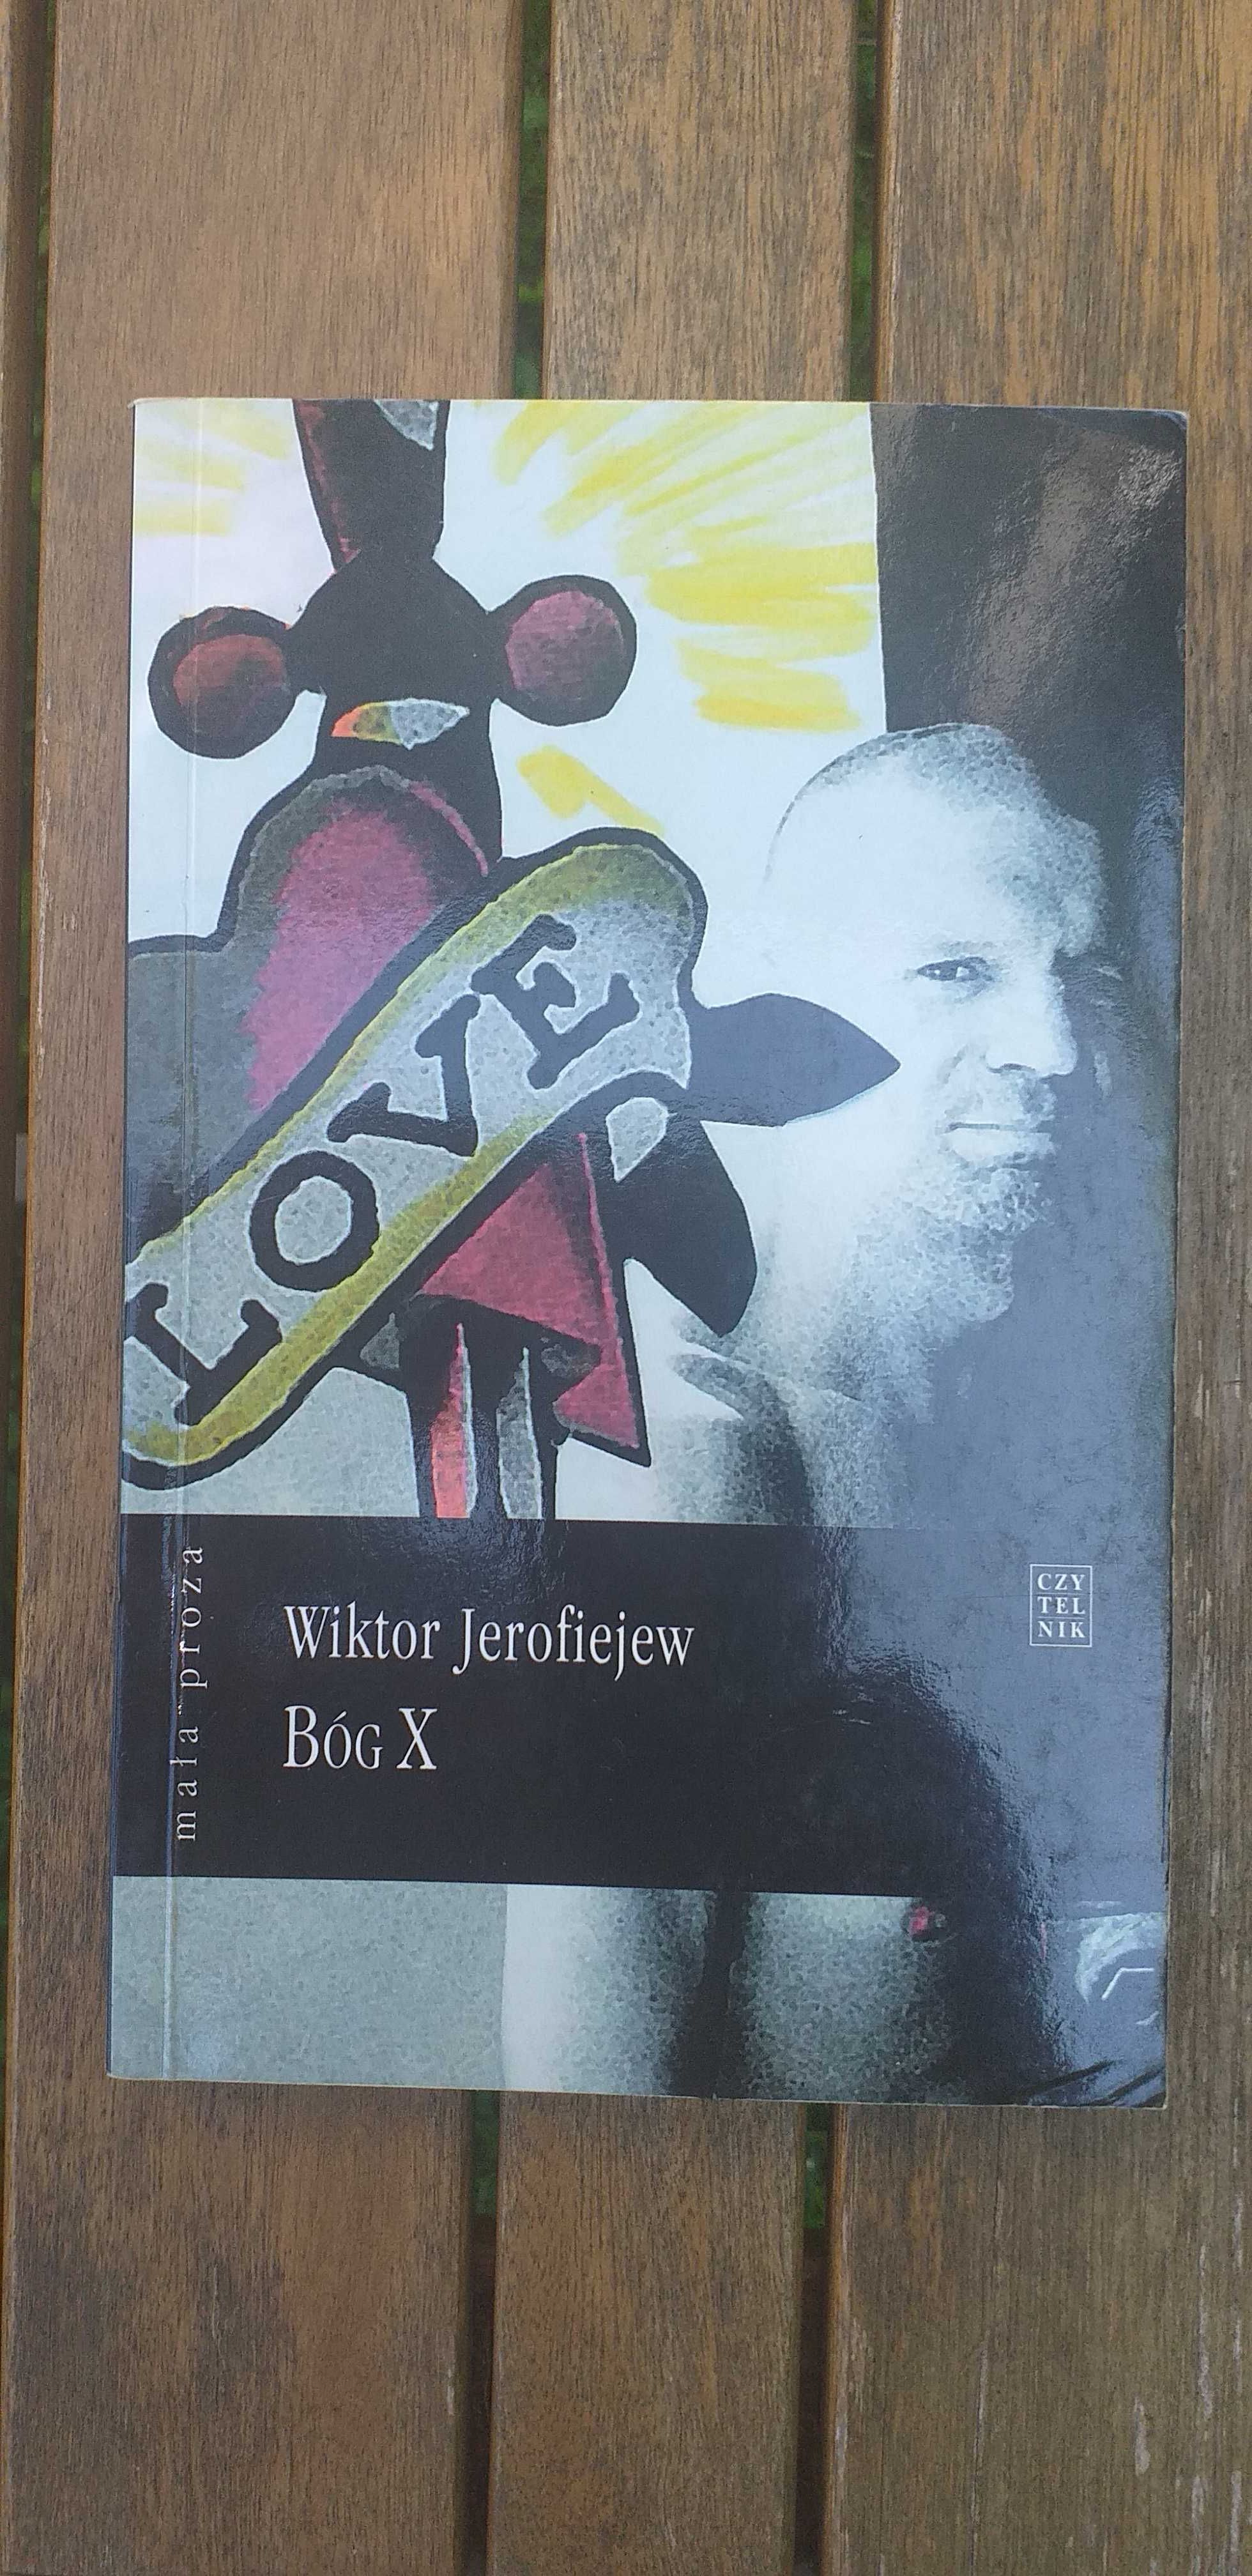 LOVE
mała proza
Wiktor Jerofiejew
BÓG X
CZY
TEL
NIK